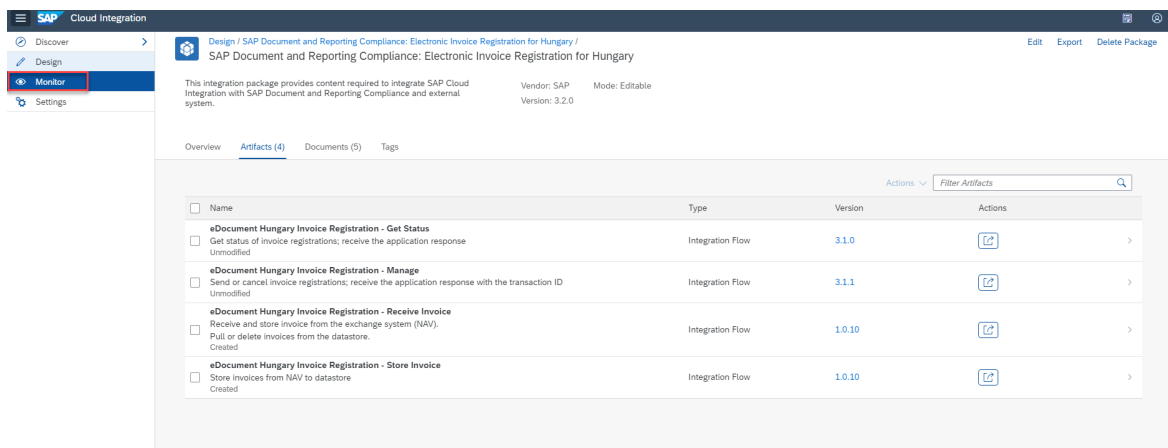 SAP Cloud Integration
Discover
Design
Monitor
Settings
Design / SAP Document and Reporting Compliance: Electronic Invoice Registration for Hungary /
SAP Document and Reporting Compliance: Electronic Invoice Registration for Hungary
Edit Export Delete Package
This integration package provides content required to integrate SAP Cloud
Integration with SAP Document and Reporting Compliance and external
system.
Vendor: SAP Mode: Editable
Version: 3.2.0
Overview Artifacts (4) Documents (5) Tags
Actions Filter Artifacts
Name Type Version Actions
eDocument Hungary Invoice Registration - Get Status
Get status of invoice registrations; receive the application response
Unmodified
Integration Flow 3.1.0
eDocument Hungary Invoice Registration - Manage
Send or cancel invoice registrations; receive the application response with the transaction ID
Unmodified
Integration Flow 3.1.1
eDocument Hungary Invoice Registration - Receive Invoice
Receive and store invoice from the exchange system (NAV).
Pull or delete invoices from the datastore.
Created
Integration Flow 1.0.10
eDocument Hungary Invoice Registration - Store Invoice
Store invoices from NAV to datastore
Created
Integration Flow 1.0.10